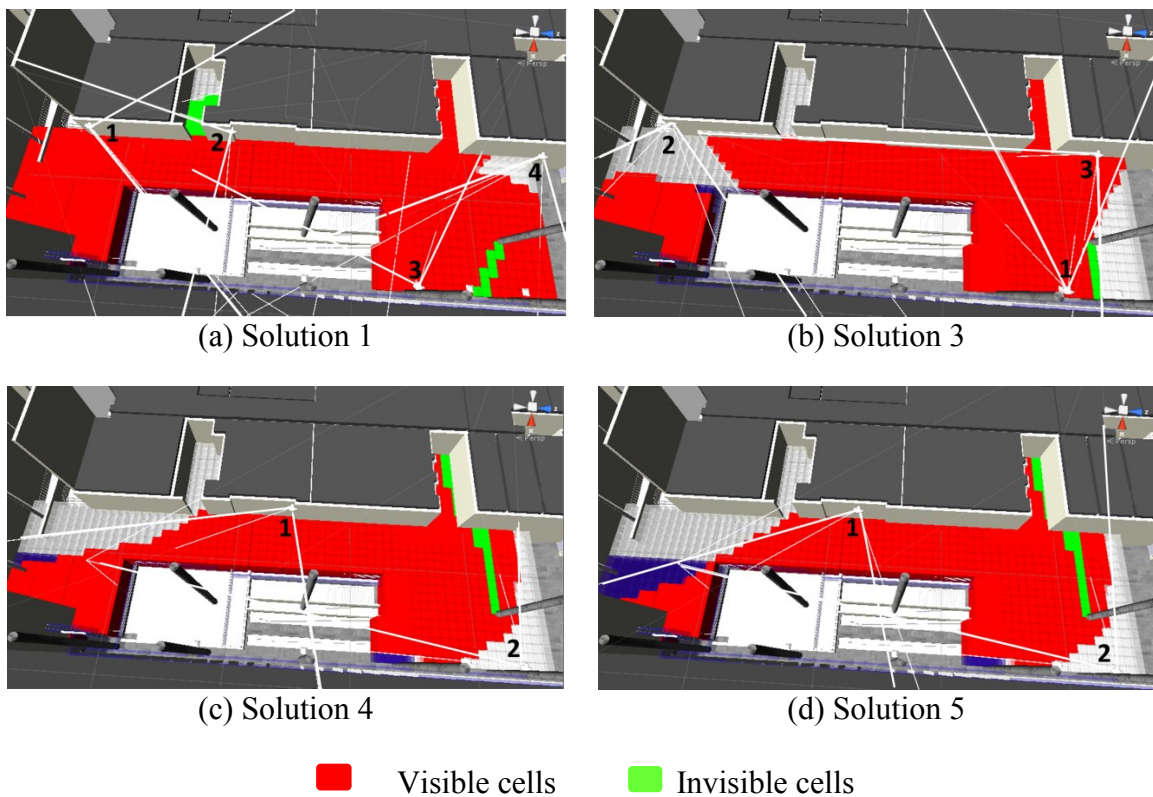 z
x
< Persp
1
2
3
4
(a) Solution 1
z
x
< Persp
2
3
1
(b) Solution 3
z
x
< Persp
1
2
(c) Solution 4
z
x
< Persp
1
2
(d) Solution 5
Visible cells
Invisible cells